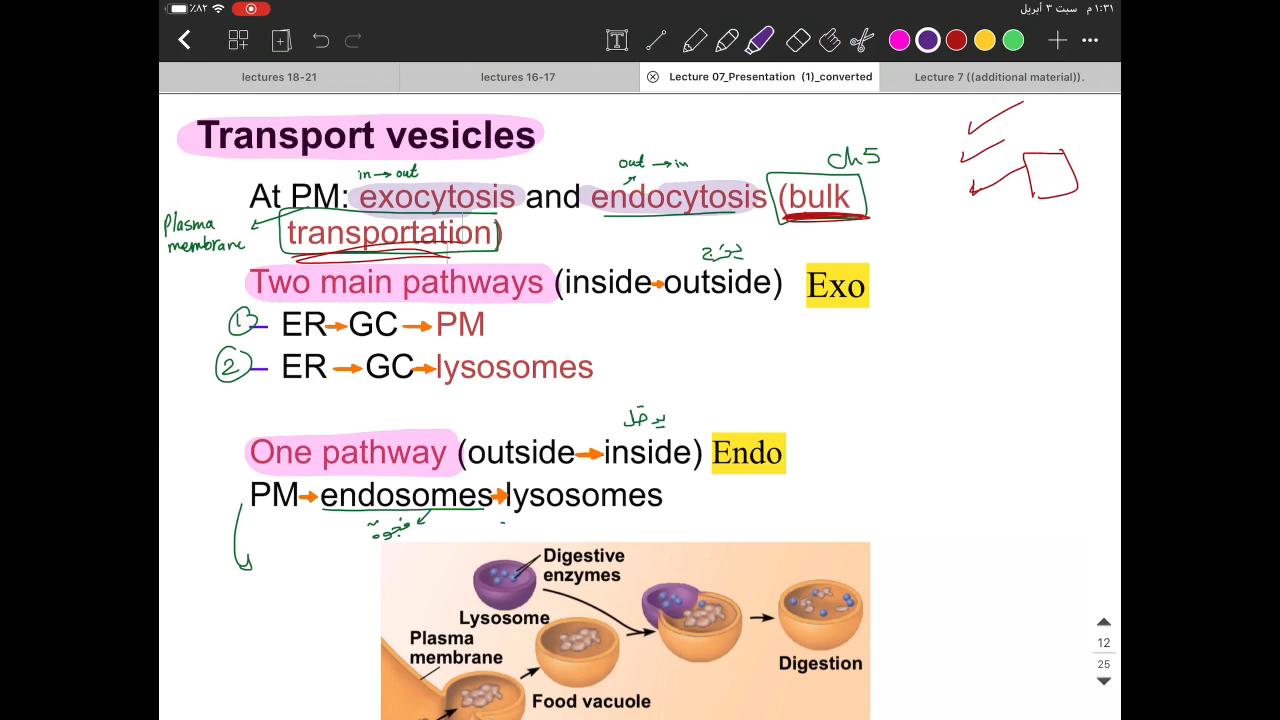 ٪٨٢
١:٣١ م سبت ٣ أبريل
lectures 18-21
lectures 16-17
Lecture 07_Presentation (1)_converted
Lecture 7 ((additional material)).
Transport vesicles
in → out
out → in
ch5
At PM: exocytosis and endocytosis (bulk
transportation)
Plasma
membrane
يخرج
Two main pathways (inside→outside) Exo
1 – ER→GC→PM
2 – ER→GC→lysosomes
يدخل
One pathway (outside→inside) Endo
PM→endosomes→lysosomes
فجوة
Digestive
enzymes
Lysosome
Plasma
membrane
Food vacuole
Digestion
12
25